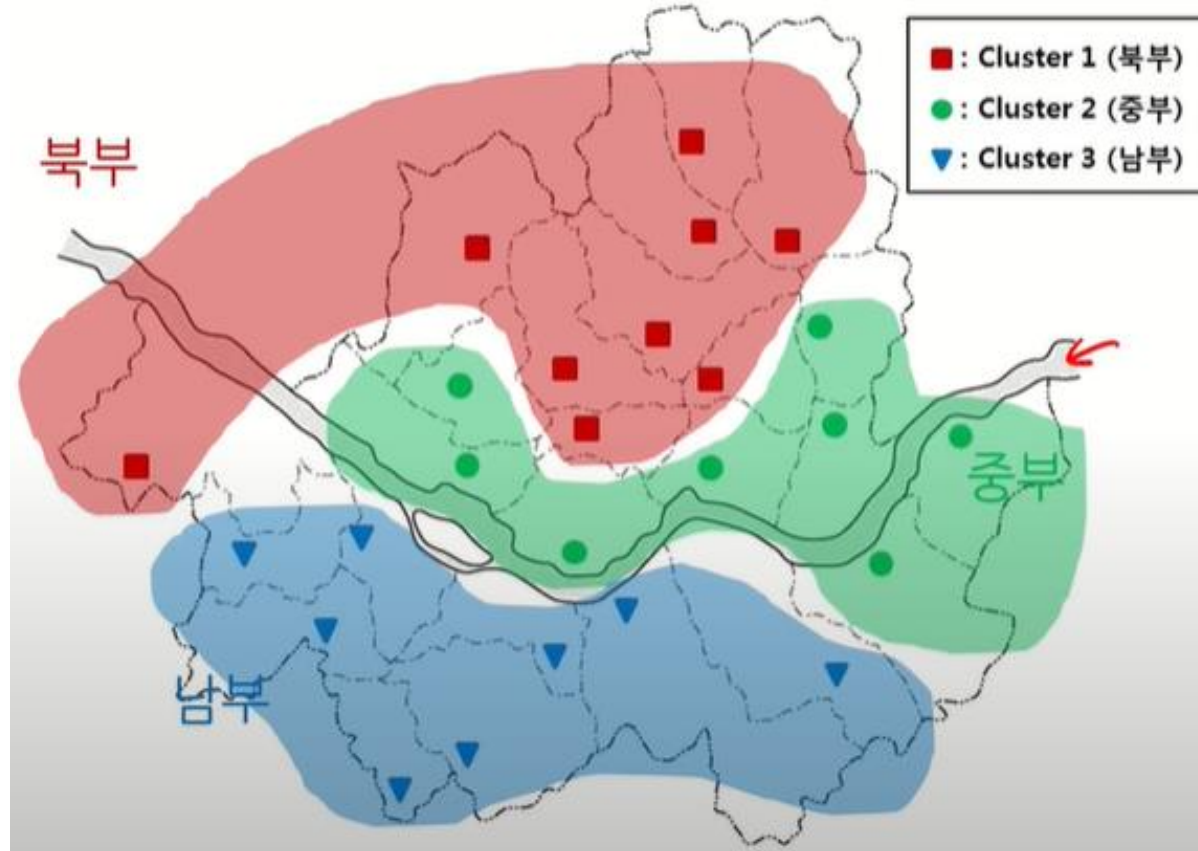 ■ : Cluster 1 (북부)
● : Cluster 2 (중부)
▼ : Cluster 3 (남부)
북부
중부
남부